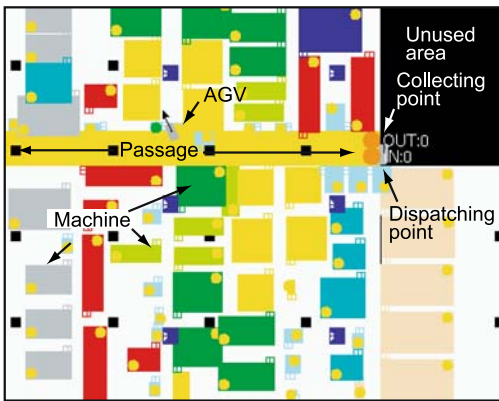 Unused
area
Collecting
point
AGV
OUT:0
Passage
IN:0
Machine
Dispatching
point